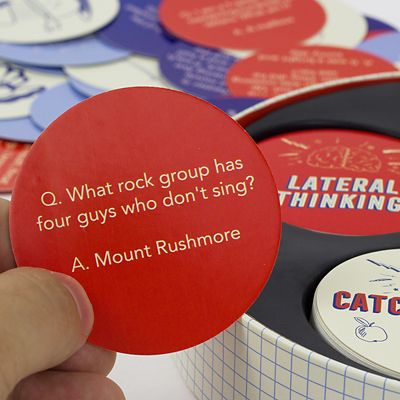 Q. What rock group has
four guys who don't sing?
A. Mount Rushmore
LATERAL
THINKING
CATC